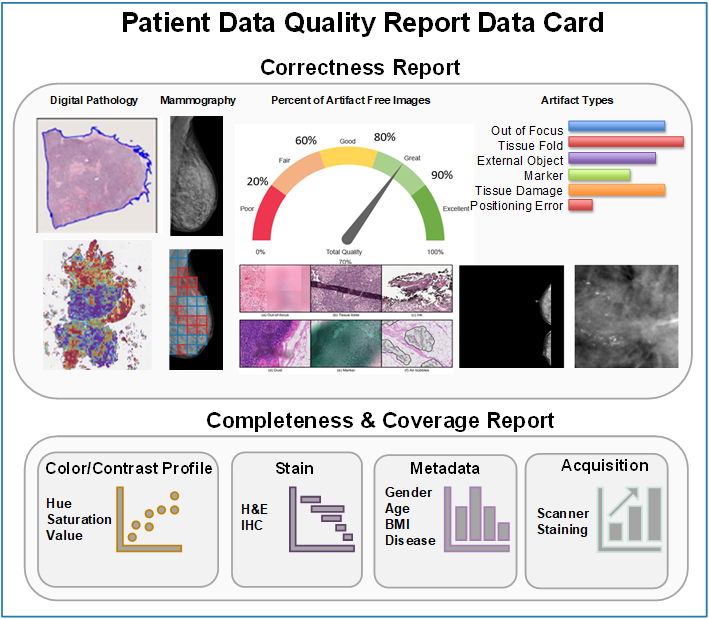 Patient Data Quality Report Data Card
Correctness Report
Digital Pathology
Mammography
Percent of Artifact Free Images
Artifact Types
20%
60%
80%
90%
Poor
Fair
Good
Great
Excellent
0%
Total Quality
70%
100%
Out of Focus
Tissue Fold
External Object
Marker
Tissue Damage
Positioning Error
(a) Out-of-focus
(b) Tissue folds
(c) Ink
(d) Dust
(e) Marker
(f) Air bubbles
Completeness & Coverage Report
Color/Contrast Profile
Hue
Saturation
Value
Stain
H&E
IHC
Metadata
Gender
Age
BMI
Disease
Acquisition
Scanner
Staining